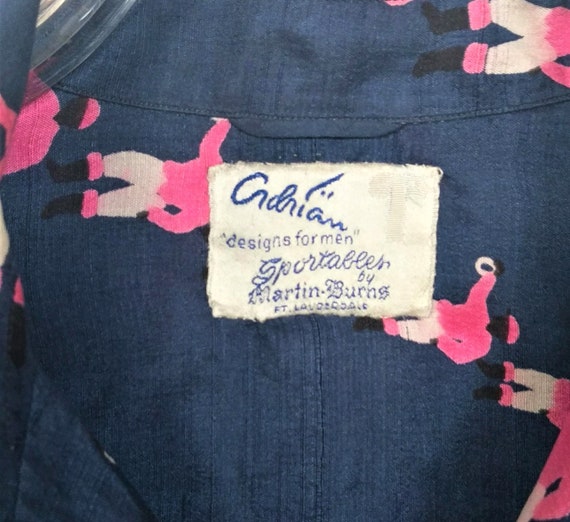 Adrian
"designs for men"
Sportables
by
Martin-Burns
FT. LAUDERDALE